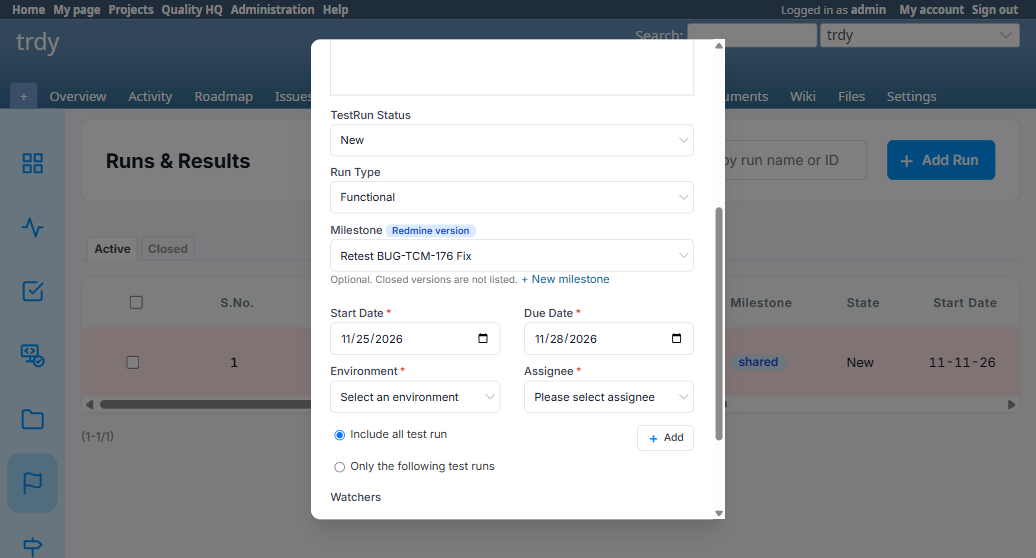 Home My page Projects Quality HQ Administration Help
Logged in as admin My account Sign out
trdy
Search:
trdy
+ Overview Activity Roadmap Issues
Wiki Files Settings
Runs & Results
by run name or ID
+ Add Run
Active Closed
S.No. Milestone State Start Date
1 shared New 11-11-26
(1-1/1)
TestRun Status
New
Run Type
Functional
Milestone Redmine version
Retest BUG-TCM-176 Fix
Optional. Closed versions are not listed. + New milestone
Start Date * Due Date *
11/25/2026 11/28/2026
Environment * Assignee *
Select an environment Please select assignee
Include all test run
+ Add
Only the following test runs
Watchers